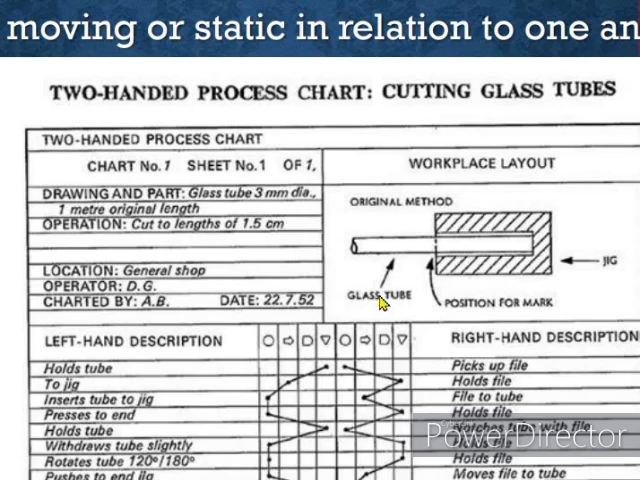 moving or static in relation to one an
TWO-HANDED PROCESS CHART: CUTTING GLASS TUBES
TWO-HANDED PROCESS CHART
CHART No.1 SHEET No.1 OF 1,
WORKPLACE LAYOUT
DRAWING AND PART: Glass tube 3 mm dia.,
1 metre original length
OPERATION: Cut to lengths of 1.5 cm
LOCATION: General shop
OPERATOR: D.G.
CHARTED BY: A.B. DATE: 22.7.52
ORIGINAL METHOD
JIG
GLASS TUBE
POSITION FOR MARK
LEFT-HAND DESCRIPTION
RIGHT-HAND DESCRIPTION
Holds tube
Picks up file
To jig
Holds file
Inserts tube to jig
File to tube
Presses to end
Holds file
Holds tube
Notches tube with file
Withdraws tube slightly
Holds file
Rotates tube 120°/180°
Holds file
Pushes to end jig
Moves file to tube
PowerDirector